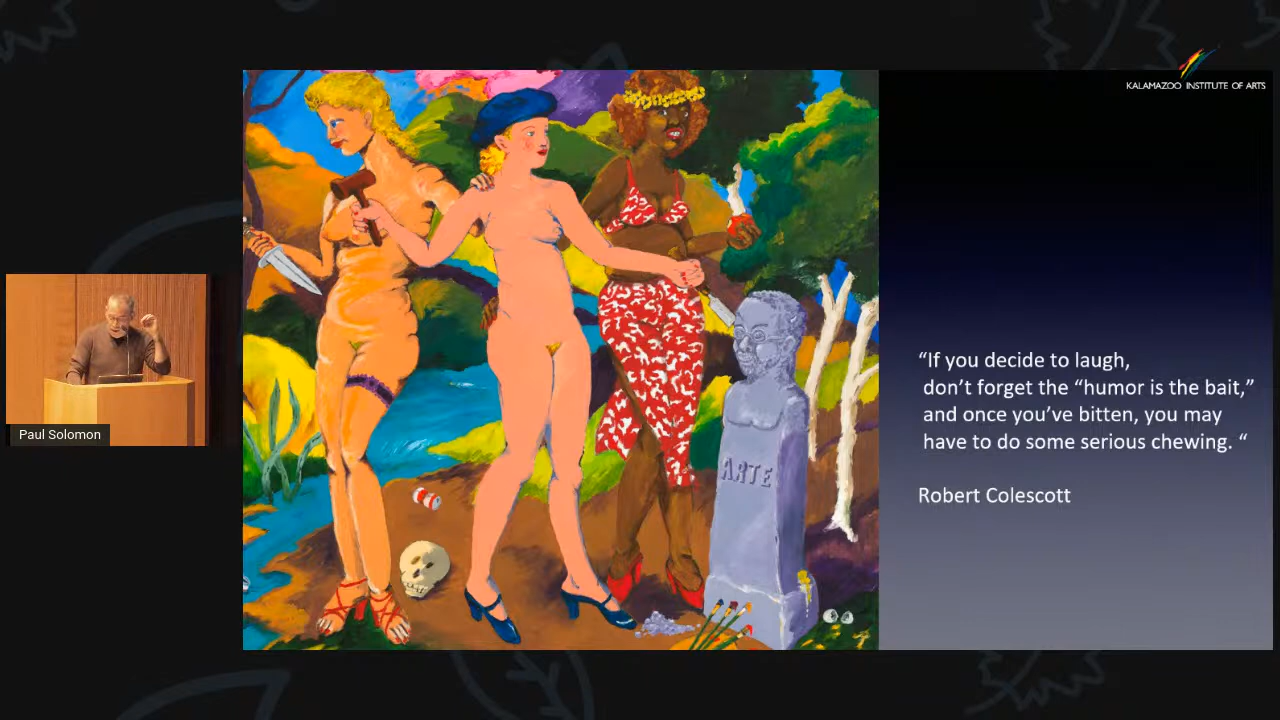 KALAMAZOO INSTITUTE OF ARTS
“If you decide to laugh,
don’t forget the “humor is the bait,”
and once you’ve bitten, you may
have to do some serious chewing. “
Robert Colescott
ARTE
Paul Solomon